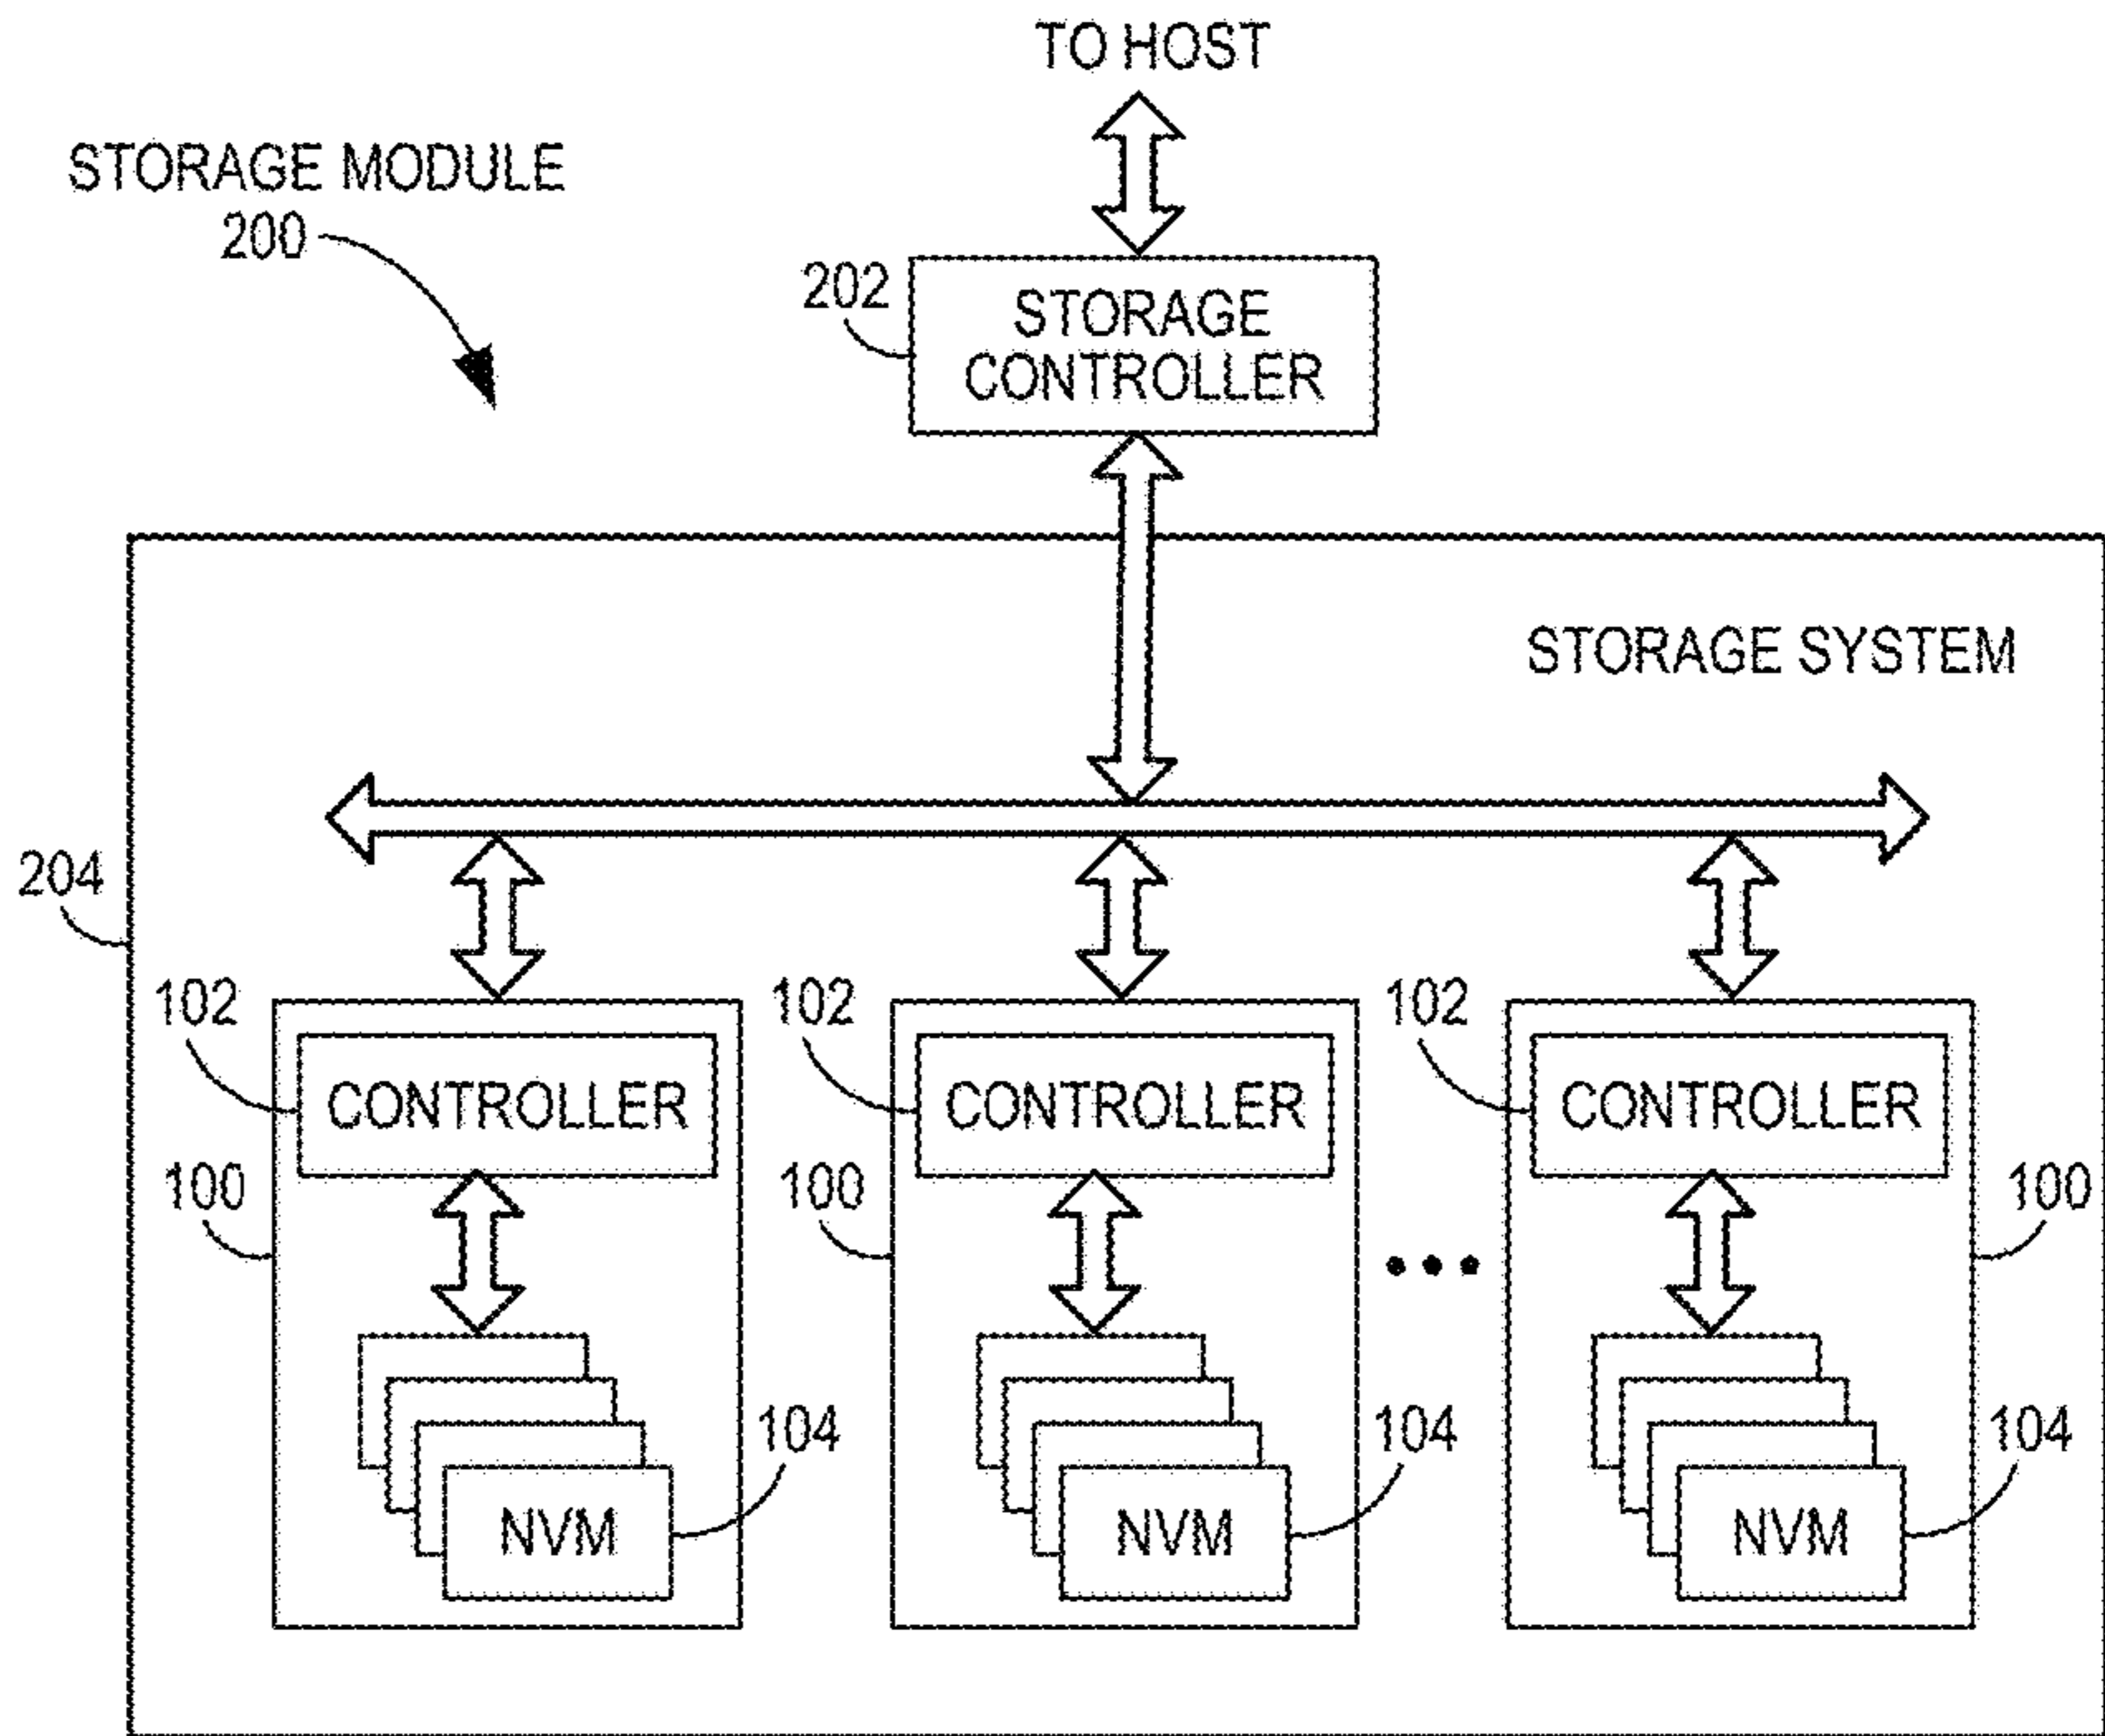 TO HOST
STORAGE MODULE
200
202
STORAGE
CONTROLLER
STORAGE SYSTEM
204
102
102
102
CONTROLLER
CONTROLLER
CONTROLLER
100
100
100
104
104
104
NVM
NVM
NVM